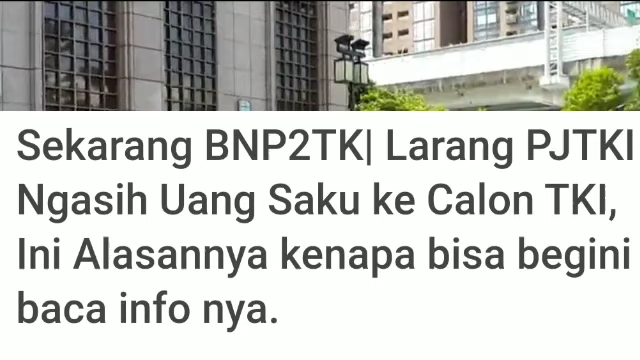 Sekarang BNP2TK| Larang PJTKI
Ngasih Uang Saku ke Calon TKI,
Ini Alasannya kenapa bisa begini
baca info nya.